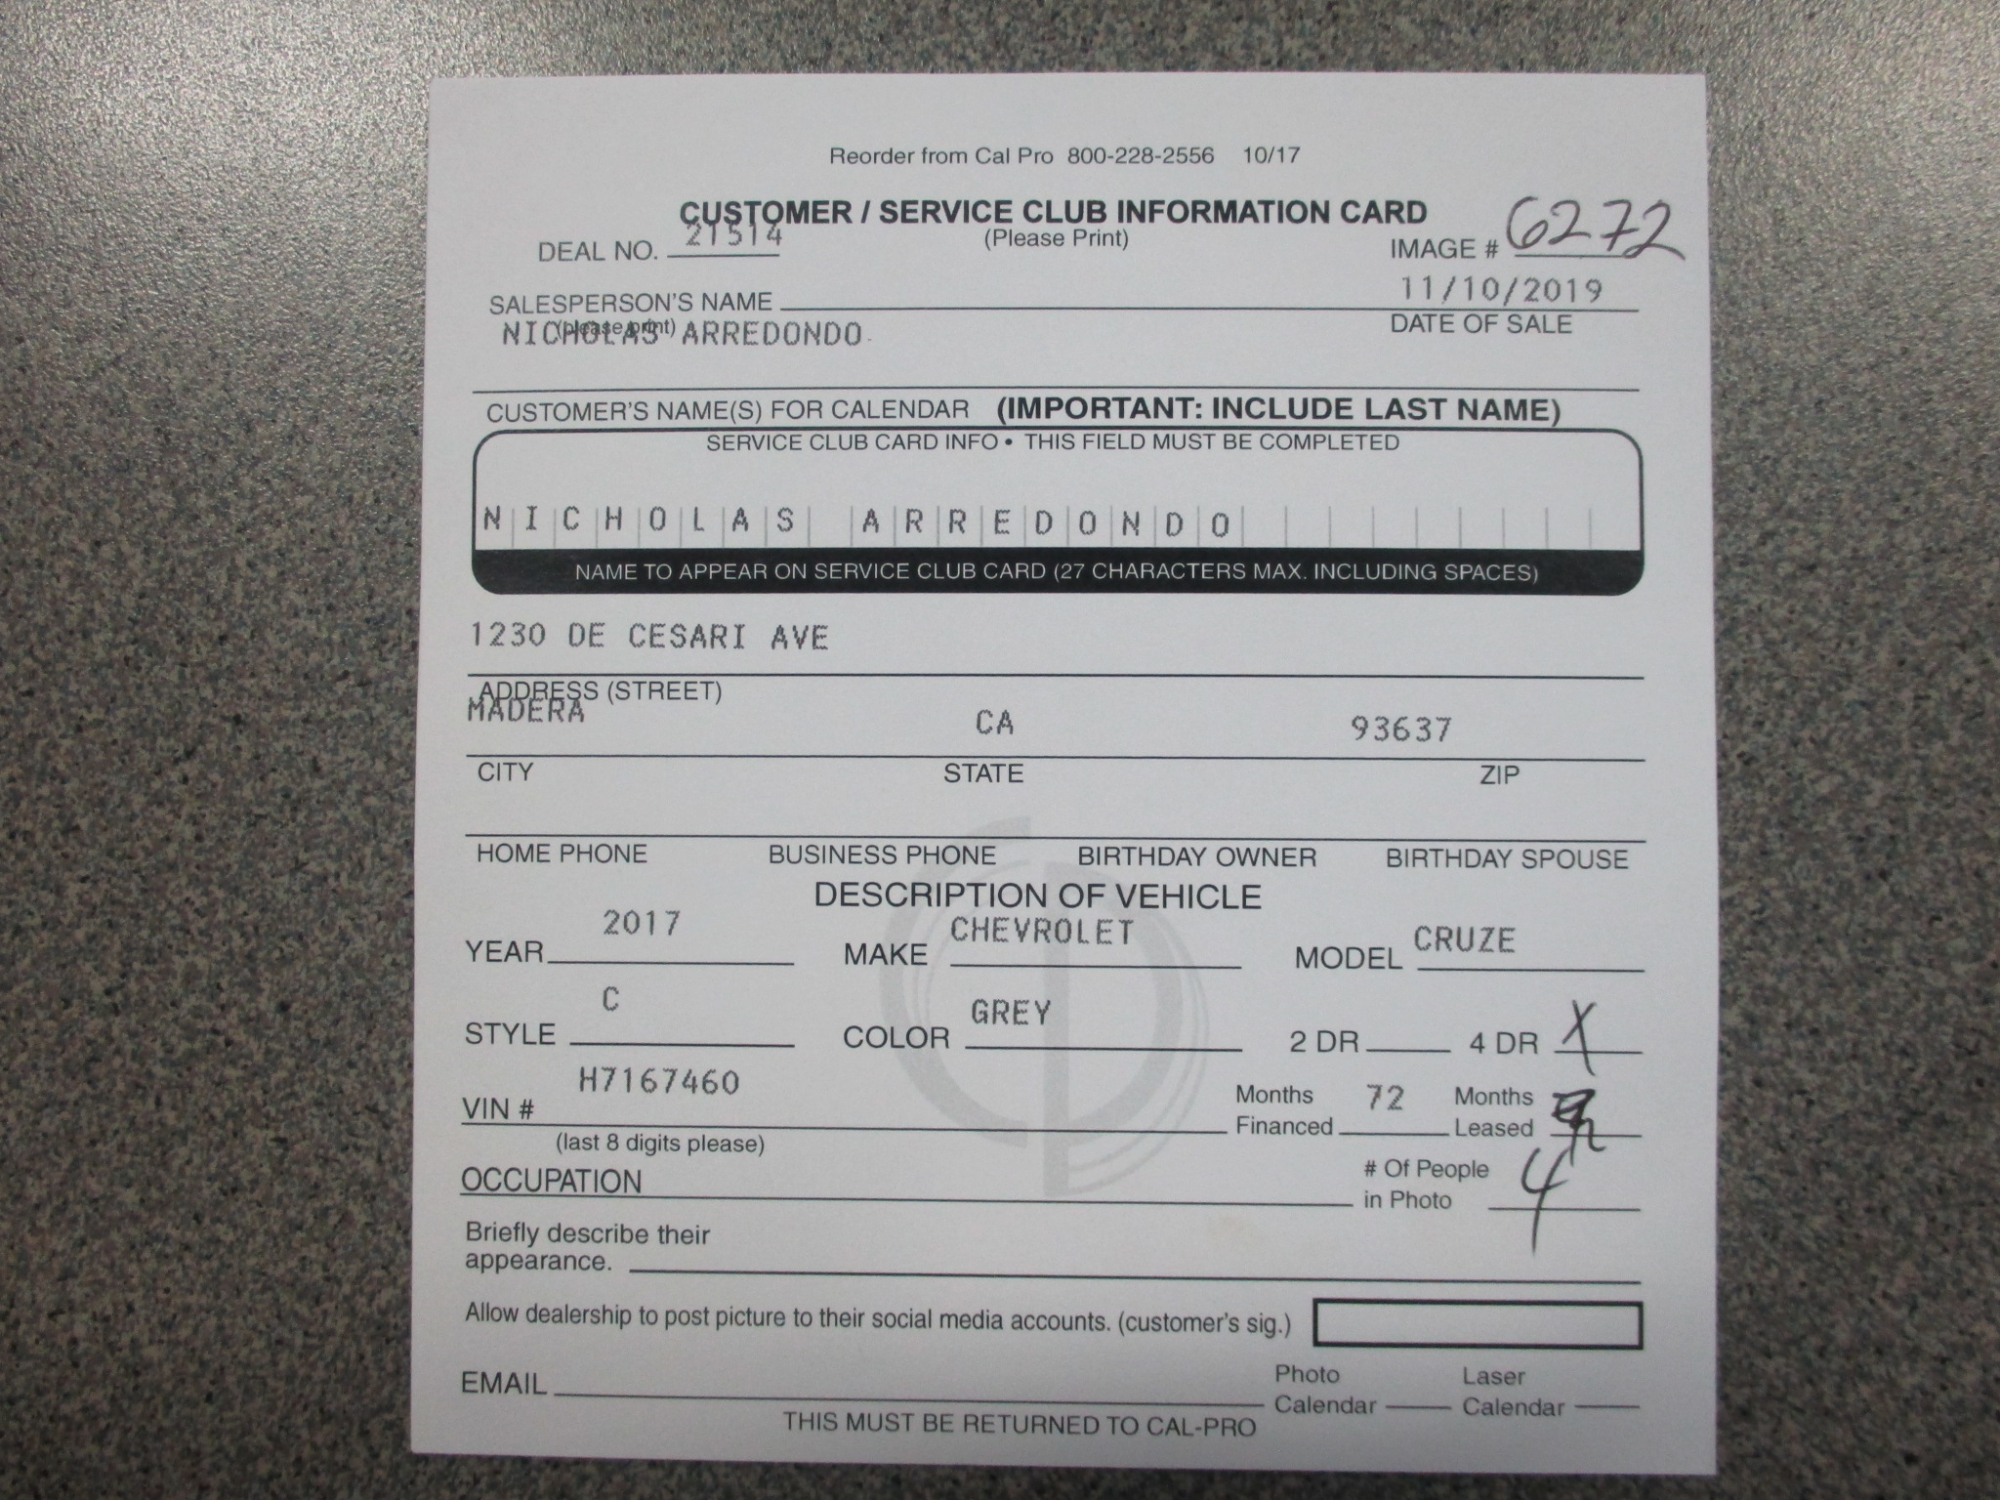 Reorder from Cal Pro 800-228-2556 10/17
CUSTOMER / SERVICE CLUB INFORMATION CARD
(Please Print)
DEAL NO. 21514
IMAGE # 6272
11/10/2019
SALESPERSON'S NAME
(please print)
DATE OF SALE
NICHOLAS ARREDONDO
CUSTOMER'S NAME(S) FOR CALENDAR (IMPORTANT: INCLUDE LAST NAME)
SERVICE CLUB CARD INFO • THIS FIELD MUST BE COMPLETED
NICHOLAS ARREDONDO
NAME TO APPEAR ON SERVICE CLUB CARD (27 CHARACTERS MAX. INCLUDING SPACES)
1230 DE CESARI AVE
ADDRESS (STREET)
MADERA CA 93637
CITY STATE ZIP
HOME PHONE BUSINESS PHONE BIRTHDAY OWNER BIRTHDAY SPOUSE
DESCRIPTION OF VEHICLE
YEAR 2017 MAKE CHEVROLET MODEL CRUZE
STYLE C COLOR GREY 2 DR 4 DR X
VIN # H7167460 Months Financed 72 Months Leased
(last 8 digits please)
OCCUPATION # Of People in Photo 4
Briefly describe their
appearance.
Allow dealership to post picture to their social media accounts. (customer's sig.)
EMAIL Photo Calendar Laser Calendar
THIS MUST BE RETURNED TO CAL-PRO